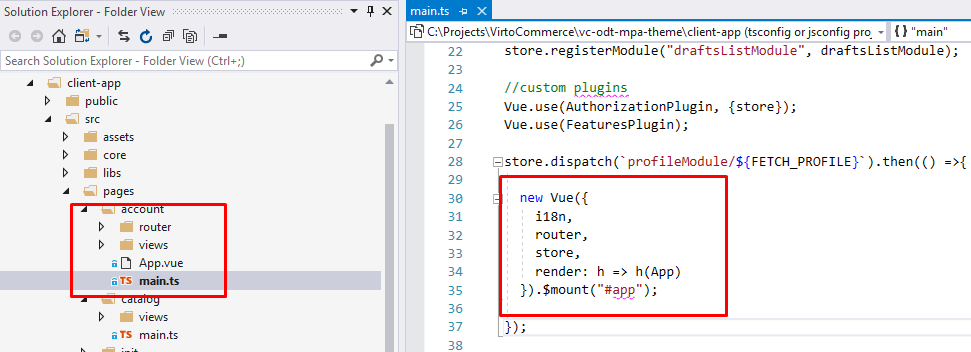 Solution Explorer - Folder View
Search Solution Explorer - Folder View (Ctrl+;)
client-app
public
src
assets
core
libs
pages
account
router
views
App.vue
TS main.ts
catalog
views
TS main.ts
main.ts
C:\Projects\VirtoCommerce\vc-odt-mpa-theme\client-app (tsconfig or jsconfig proj
{ } "main"
22 store.registerModule("draftsListModule", draftsListModule);
23
24 //custom plugins
25 Vue.use(AuthorizationPlugin, {store});
26 Vue.use(FeaturesPlugin);
27
28 store.dispatch(`profileModule/${FETCH_PROFILE}`).then(() =>{
29
30 new Vue({
31 i18n,
32 router,
33 store,
34 render: h => h(App)
35 }).$mount("#app");
36
37 });
38